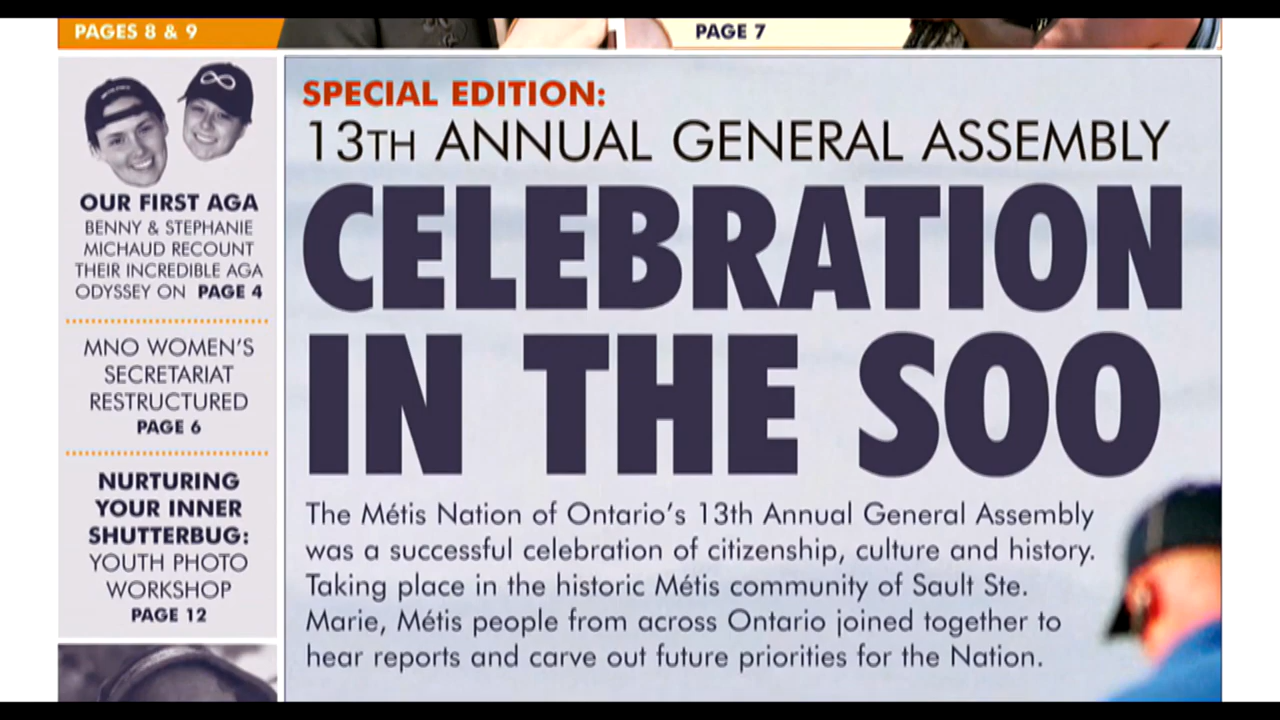 PAGES 8 & 9
PAGE 7
OUR FIRST AGA
BENNY & STEPHANIE
MICHAUD RECOUNT
THEIR INCREDIBLE AGA
ODYSSEY ON PAGE 4
MNO WOMEN'S
SECRETARIAT
RESTRUCTURED
PAGE 6
NURTURING
YOUR INNER
SHUTTERBUG:
YOUTH PHOTO
WORKSHOP
PAGE 12
SPECIAL EDITION:
13TH ANNUAL GENERAL ASSEMBLY
CELEBRATION
IN THE SOO
The Métis Nation of Ontario's 13th Annual General Assembly
was a successful celebration of citizenship, culture and history.
Taking place in the historic Métis community of Sault Ste.
Marie, Métis people from across Ontario joined together to
hear reports and carve out future priorities for the Nation.